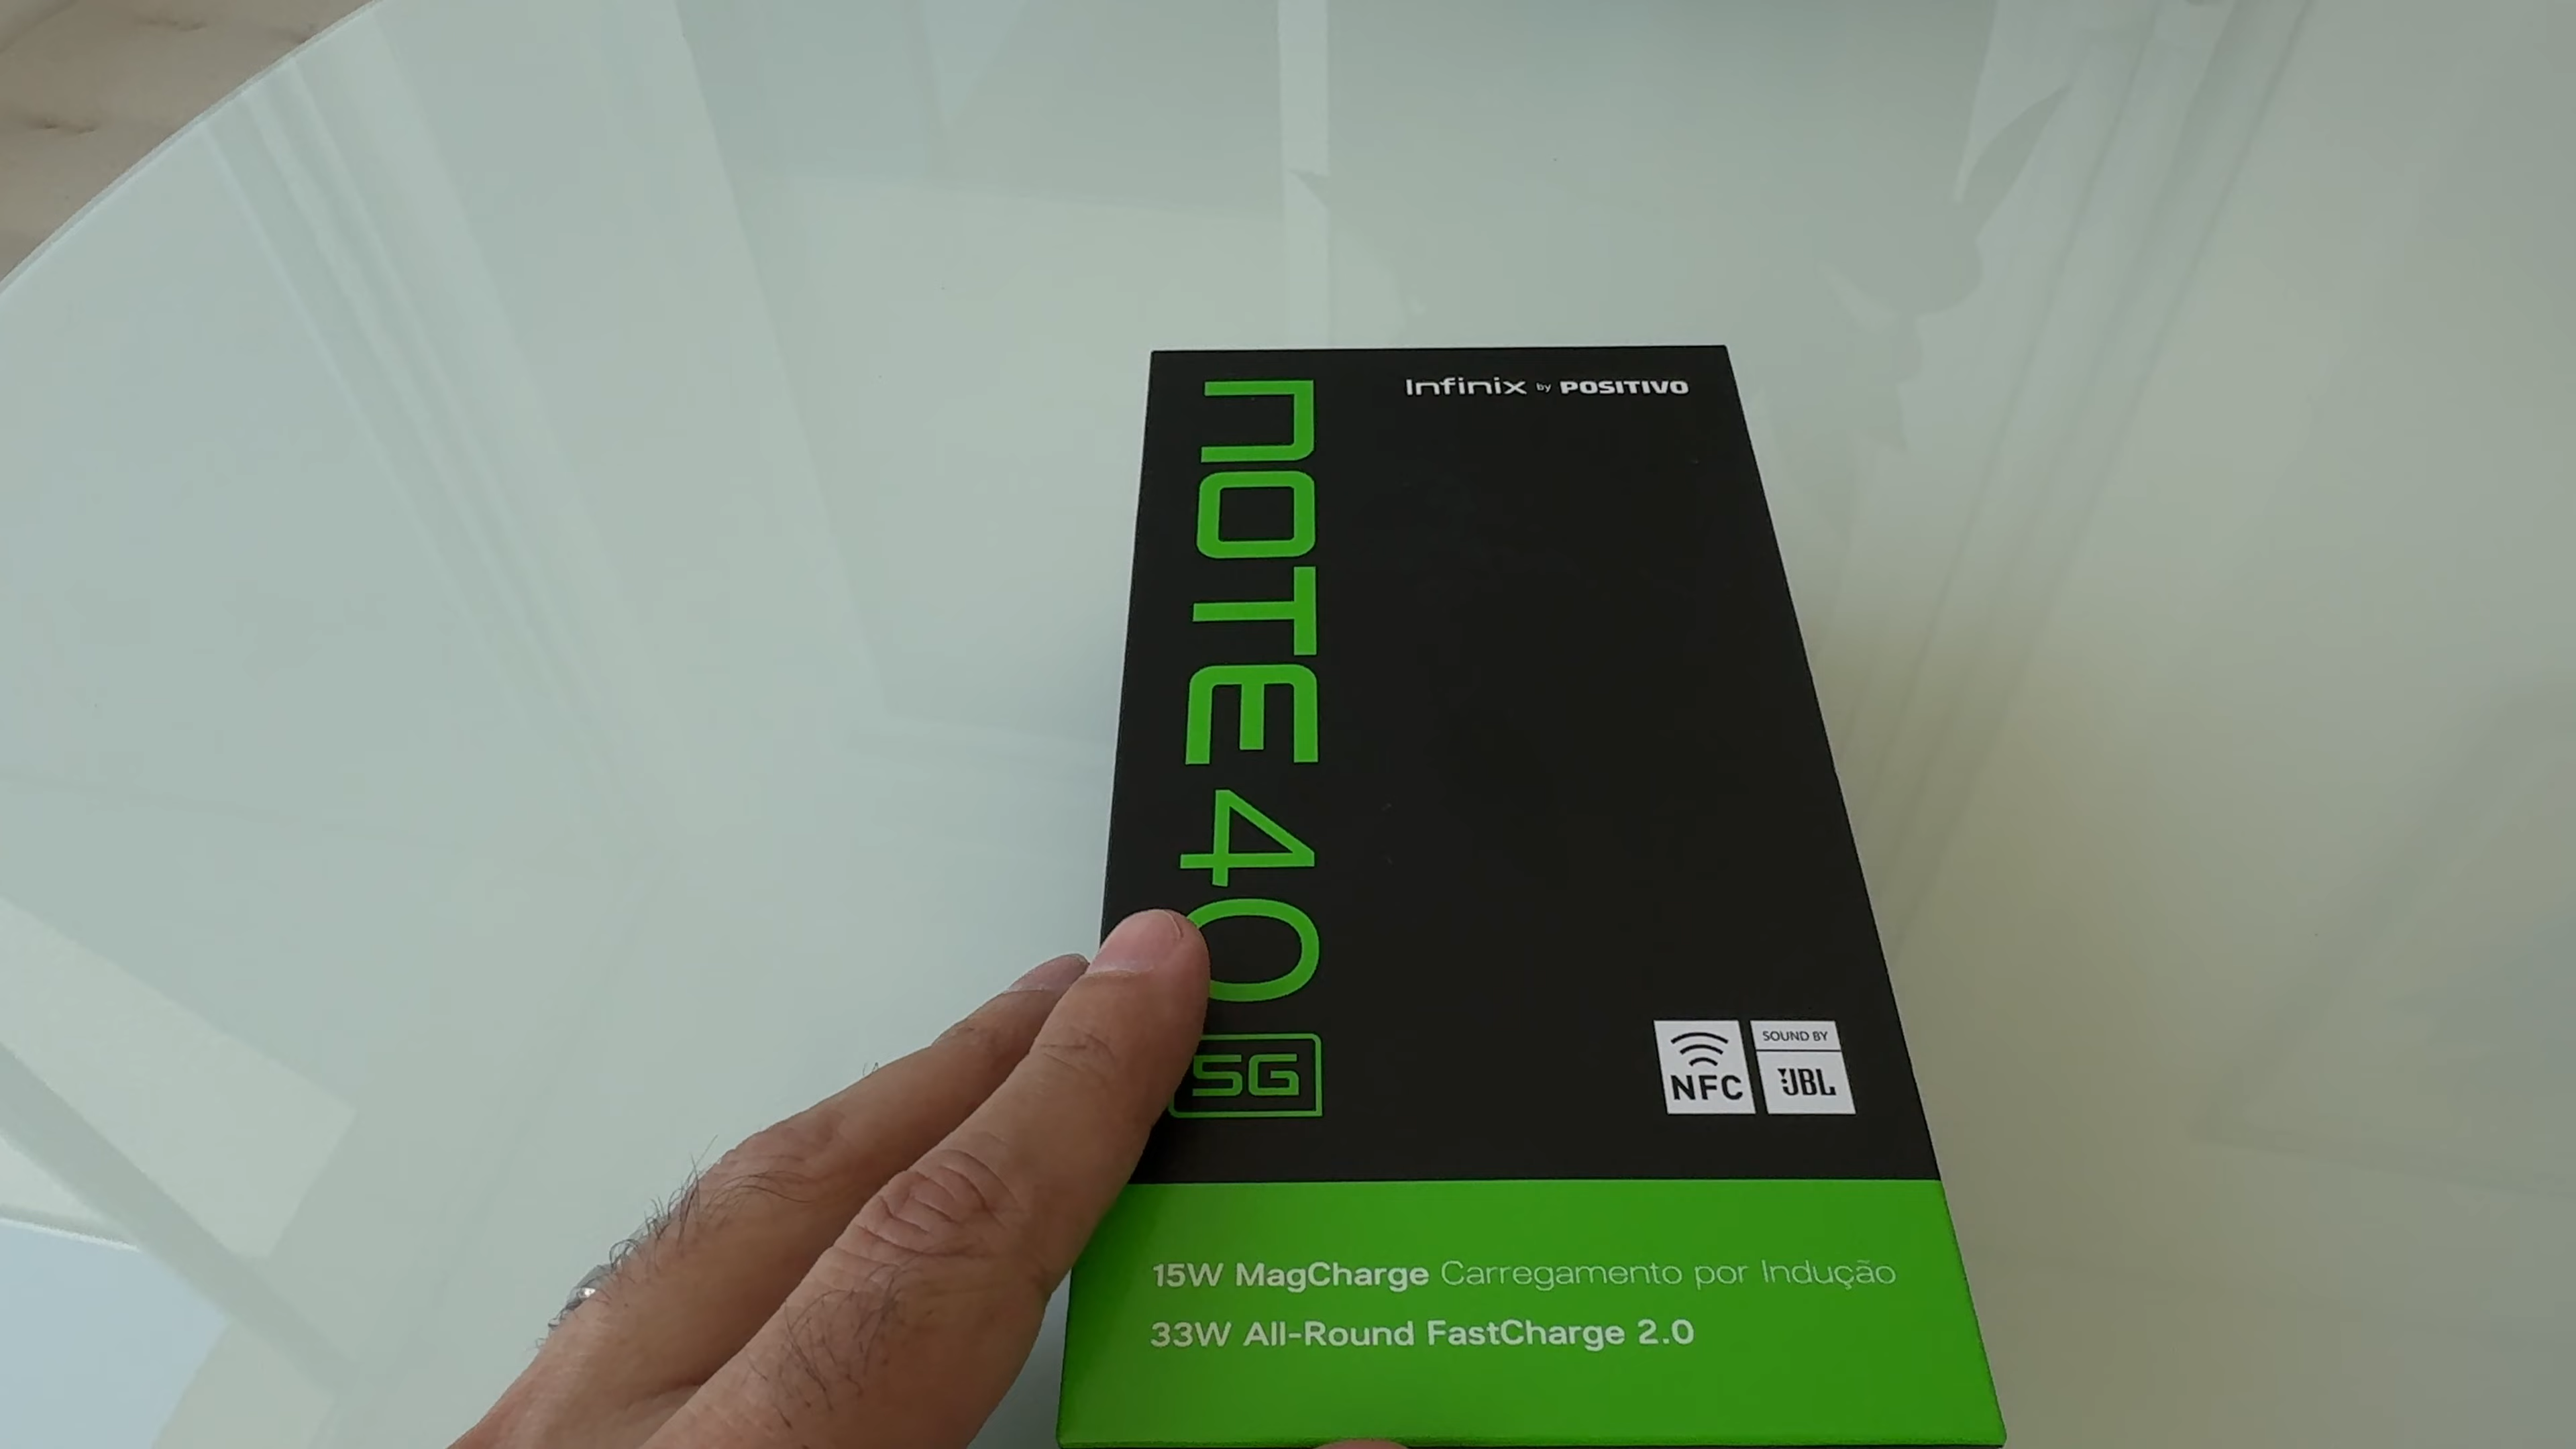 Infinix by POSITIVO
NOTE 40
5G
NFC
SOUND BY
JBL
15W MagCharge Carregamento por Indução
33W All-Round FastCharge 2.0